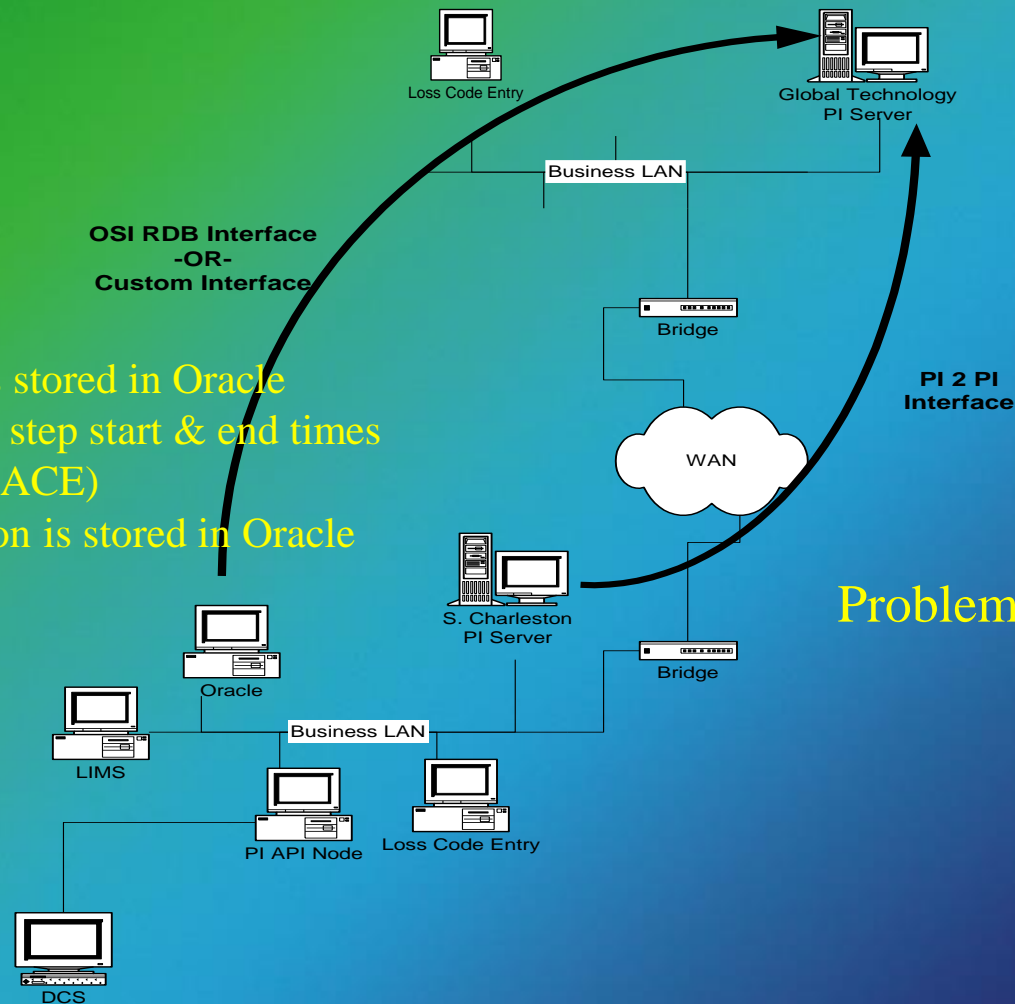 Loss Code Entry
Global Technology
PI Server
Business LAN
OSI RDB Interface
-OR-
Custom Interface
Bridge
stored in Oracle
step start & end times
ACE)
on is stored in Oracle
PI 2 PI
Interface
WAN
S. Charleston
PI Server
Problem
Bridge
Oracle
Business LAN
LIMS
PI API Node
Loss Code Entry
DCS